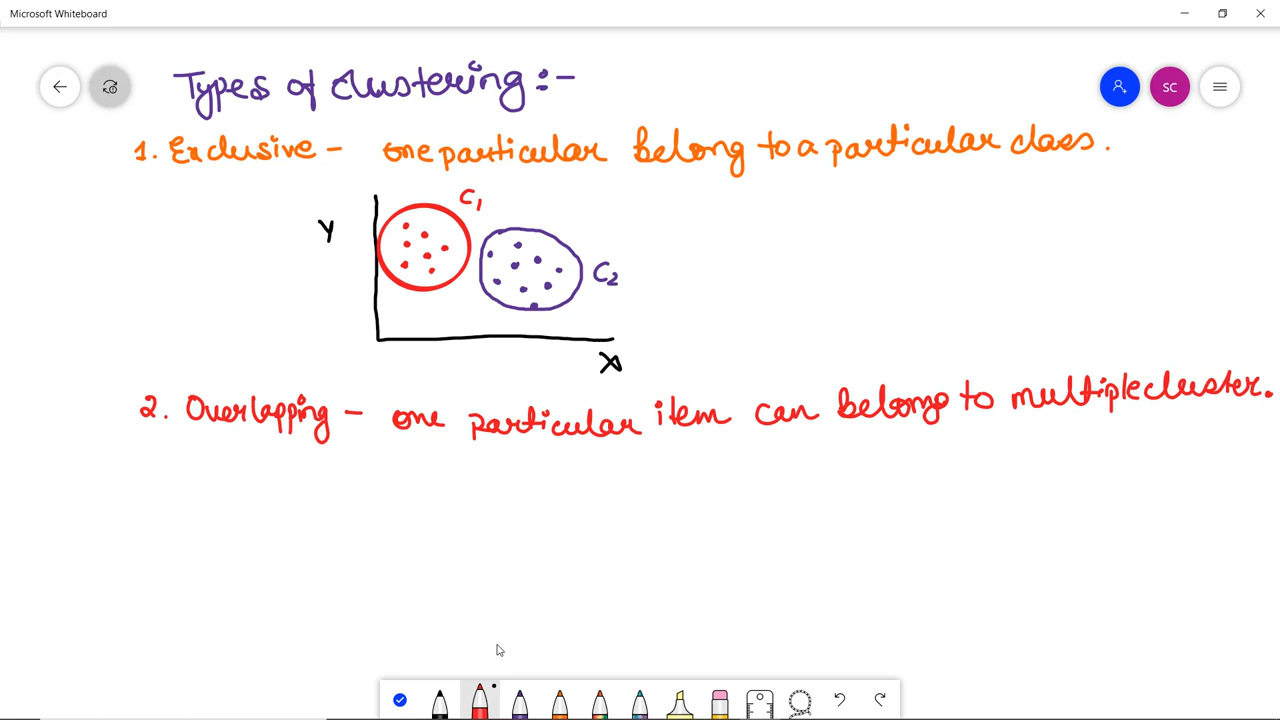 Microsoft Whiteboard
Types of clustering :-
SC
1. Exclusive - one particular belong to a particular class.
C1
Y
C2
X
2. Overlapping - one particular item can belong to multiple cluster.